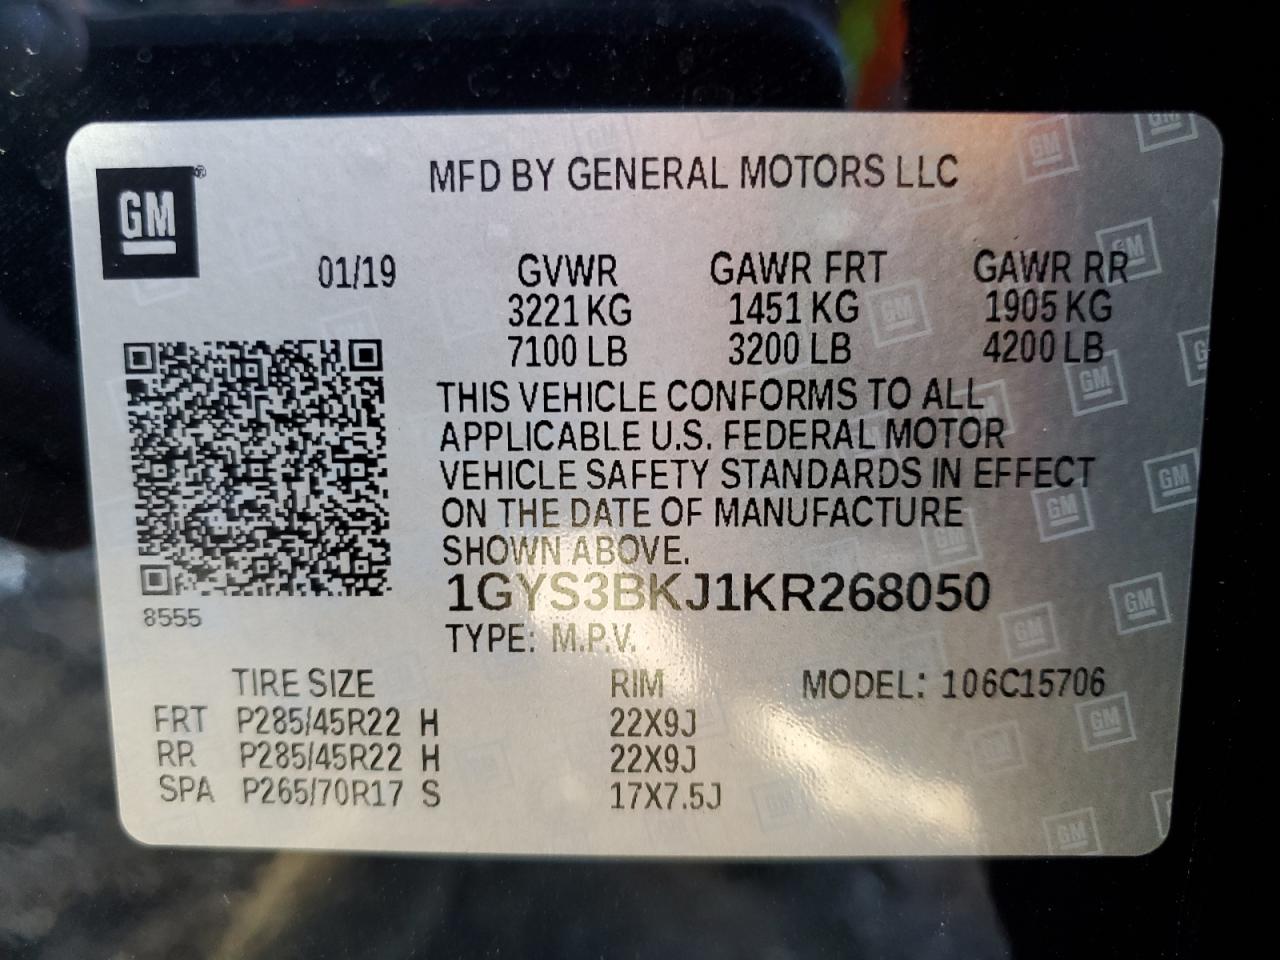 GM®
MFD BY GENERAL MOTORS LLC
01/19 GVWR GAWR FRT GAWR RR
3221 KG 1451 KG 1905 KG
7100 LB 3200 LB 4200 LB
THIS VEHICLE CONFORMS TO ALL
APPLICABLE U.S. FEDERAL MOTOR
VEHICLE SAFETY STANDARDS IN EFFECT
ON THE DATE OF MANUFACTURE
SHOWN ABOVE.
1GYS3BKJ1KR268050
8555
TYPE: M.P.V.
TIRE SIZE RIM MODEL: 106C15706
FRT P285/45R22 H 22X9J
RR P285/45R22 H 22X9J
SPA P265/70R17 S 17X7.5J